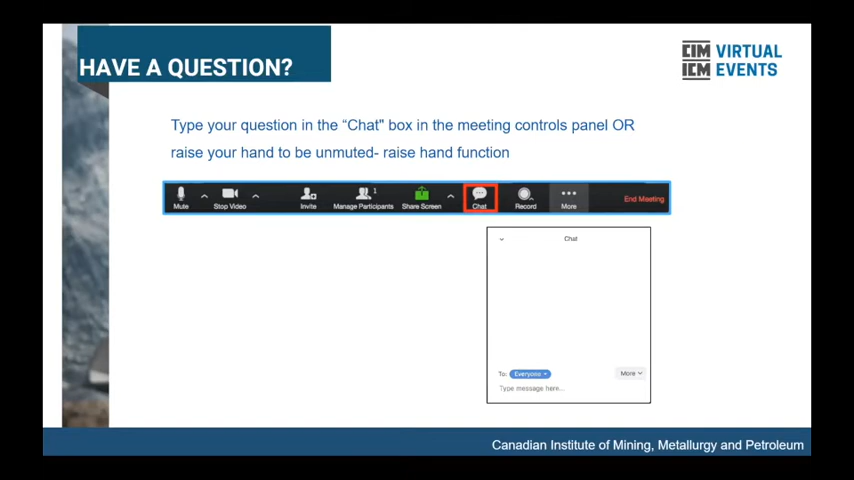 HAVE A QUESTION?
CIM VIRTUAL
ICM EVENTS
Type your question in the “Chat" box in the meeting controls panel OR
raise your hand to be unmuted- raise hand function
1
Mute Stop Video Invite Manage Participants Share Screen Chat Record More End Meeting
Chat
To: Everyone More
Type message here...
Canadian Institute of Mining, Metallurgy and Petroleum